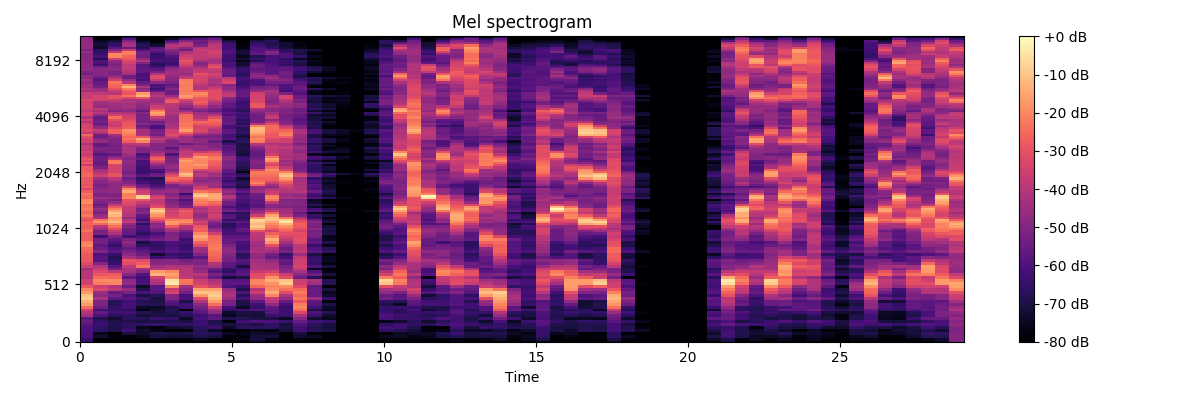 Mel spectrogram
+0 dB
8192
-10 dB
4096
-20 dB
-30 dB
2048
Hz
-40 dB
1024
-50 dB
-60 dB
512
-70 dB
0
-80 dB
0 5 10 15 20 25
Time